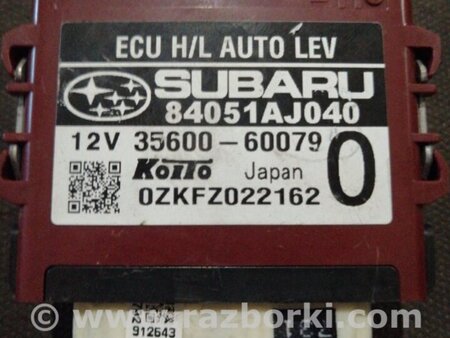 ECU H/L AUTO LEV
SUBARU
84051AJ040
12V 35600-60079 0
KOITO Japan
0ZKFZ022162
912643
www.razborki.com